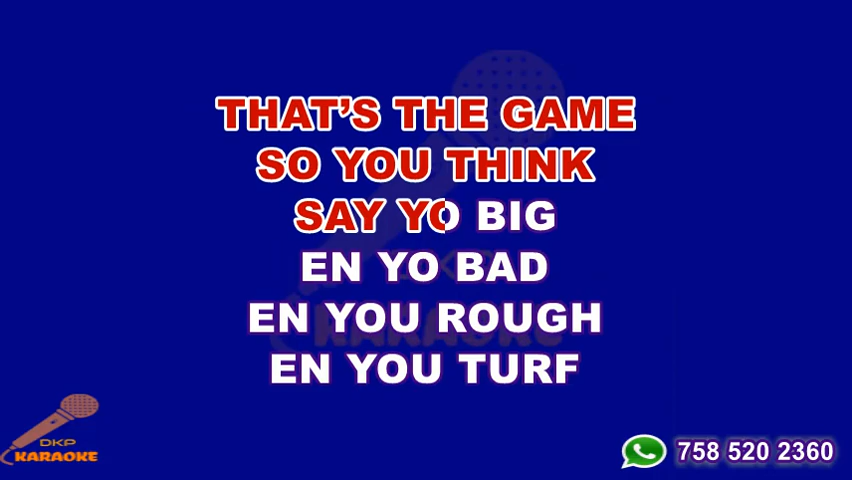 THAT'S THE GAME
SO YOU THINK
SAY YO BIG
EN YO BAD
EN YOU ROUGH
EN YOU TURF
DKP
KARAOKE
758 520 2360